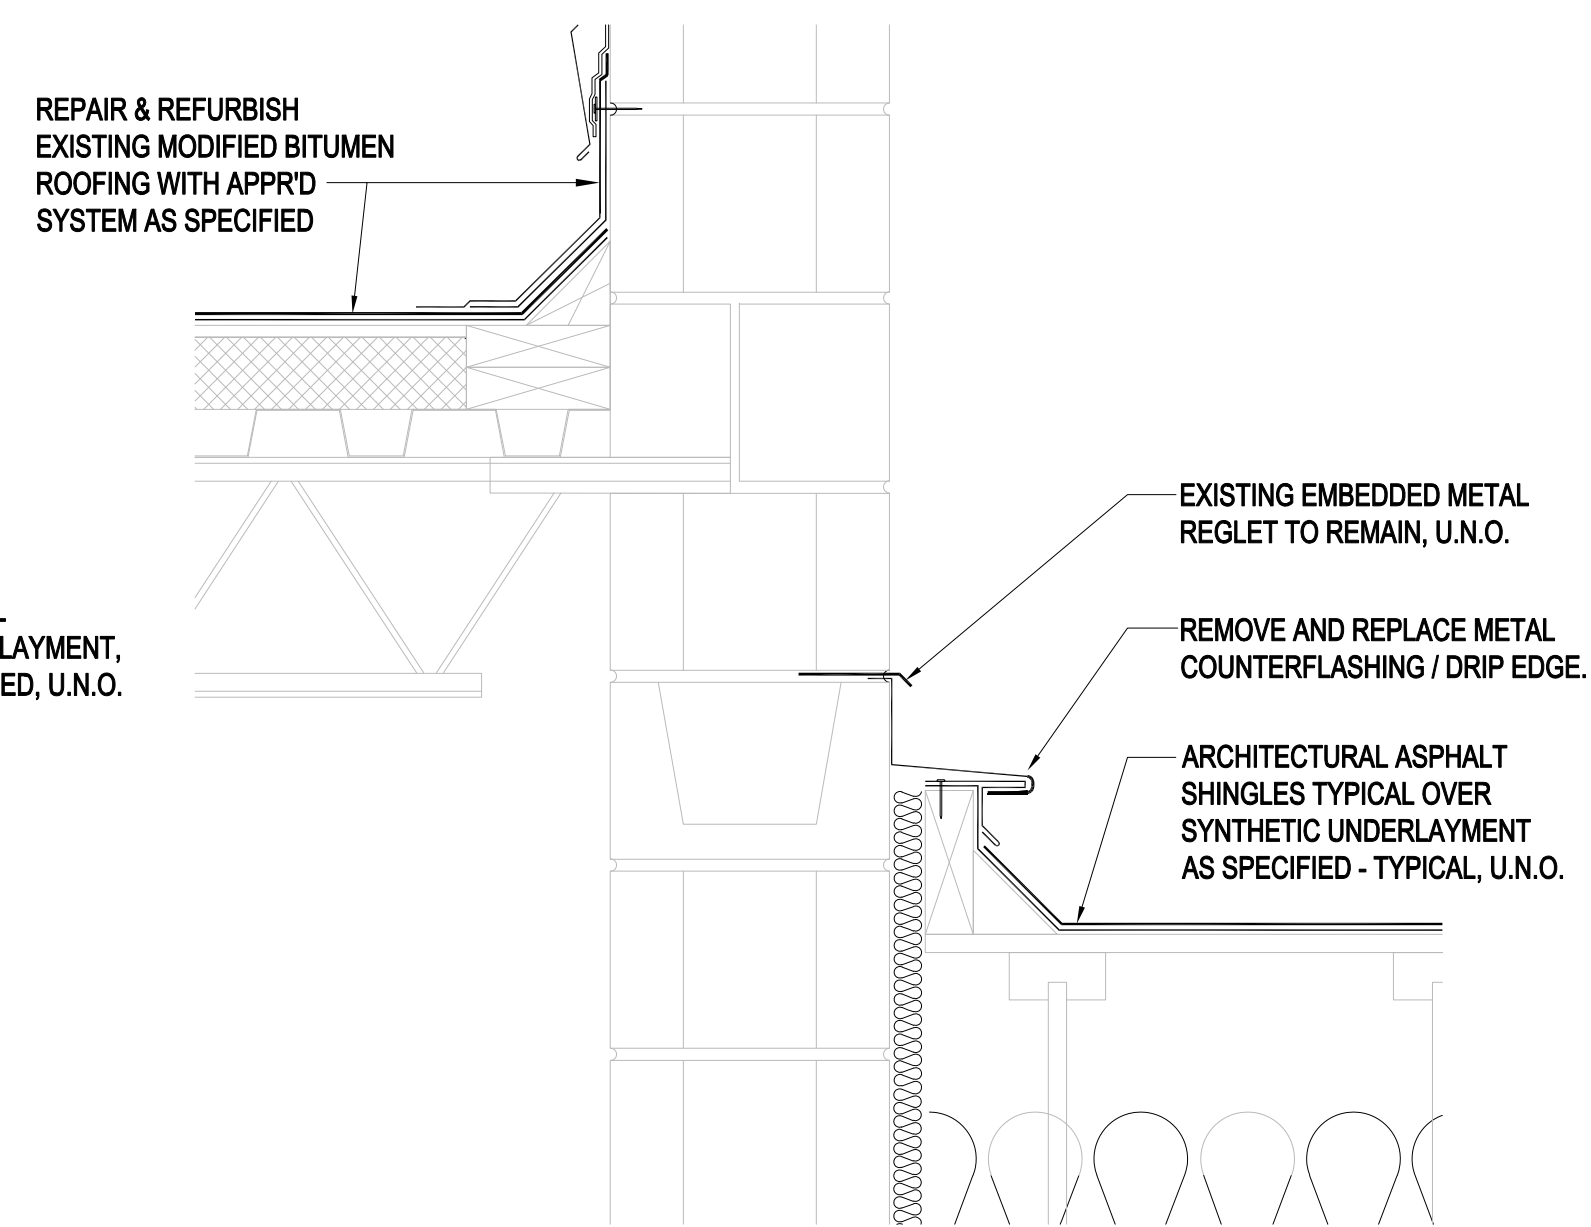 REPAIR & REFURBISH
EXISTING MODIFIED BITUMEN
ROOFING WITH APPR'D
SYSTEM AS SPECIFIED
EXISTING EMBEDDED METAL
REGLET TO REMAIN, U.N.O.
REMOVE AND REPLACE METAL
COUNTERFLASHING / DRIP EDGE.
ARCHITECTURAL ASPHALT
SHINGLES TYPICAL OVER
SYNTHETIC UNDERLAYMENT
AS SPECIFIED - TYPICAL, U.N.O.
LAYMENT,
ED, U.N.O.